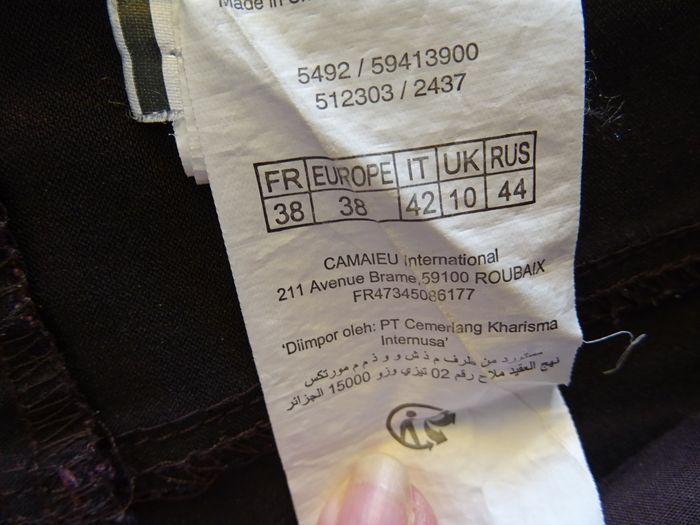 Made in
5492 / 59413900
512303 / 2437
FR EUROPE IT UK RUS
38 38 42 10 44
CAMAIEU International
211 Avenue Brame,59100 ROUBAIX
FR47345086177
'Diimpor oleh: PT Cemerlang Kharisma
Internusa'
مستورد من طرف م ذ ش و و ذ م م مورتكس
نهج العقيد ملاح رقم 02 تيزي وزو 15000 الجزائر